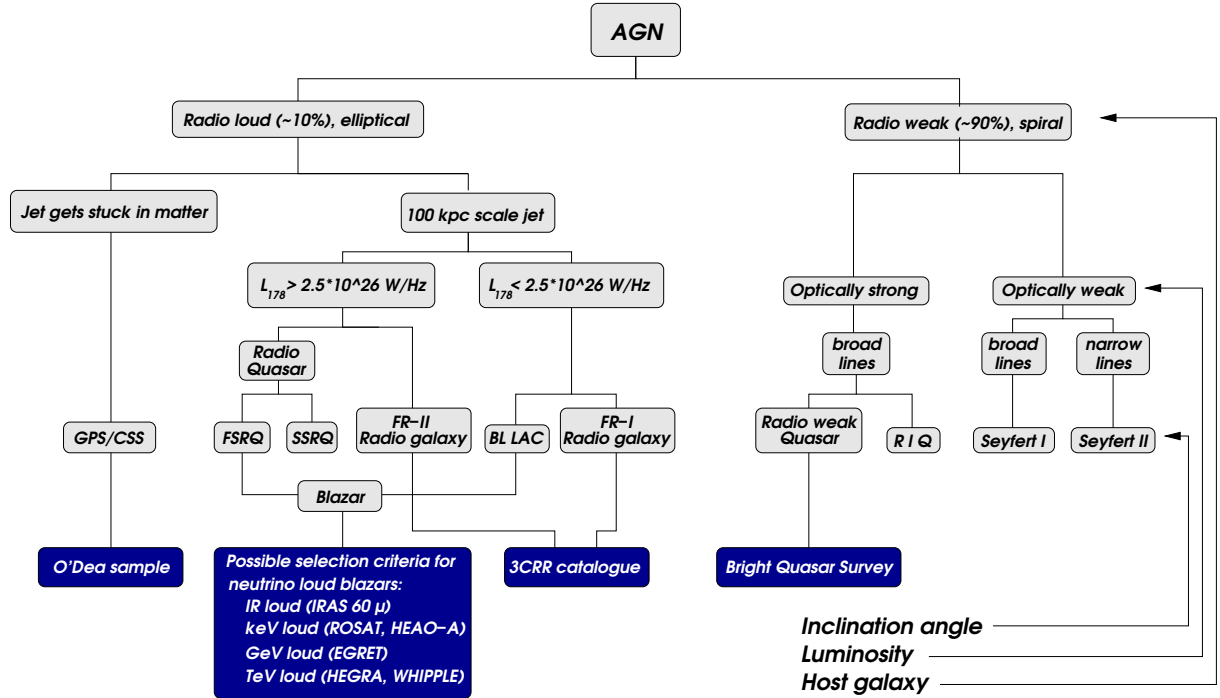 AGN
Radio loud (~10%), elliptical
Radio weak (~90%), spiral
Jet gets stuck in matter
100 kpc scale jet
L178 > 2.5*10^26 W/Hz
L178 < 2.5*10^26 W/Hz
Optically strong
Optically weak
Radio
Quasar
broad
lines
broad
lines
narrow
lines
GPS/CSS
FSRQ
SSRQ
FR−II
Radio galaxy
BL LAC
FR−I
Radio galaxy
Radio weak
Quasar
R I Q
Seyfert I
Seyfert II
Blazar
O'Dea sample
Possible selection criteria for
neutrino loud blazars:
IR loud (IRAS 60 µ)
keV loud (ROSAT, HEAO−A)
GeV loud (EGRET)
TeV loud (HEGRA, WHIPPLE)
3CRR catalogue
Bright Quasar Survey
Inclination angle
Luminosity
Host galaxy